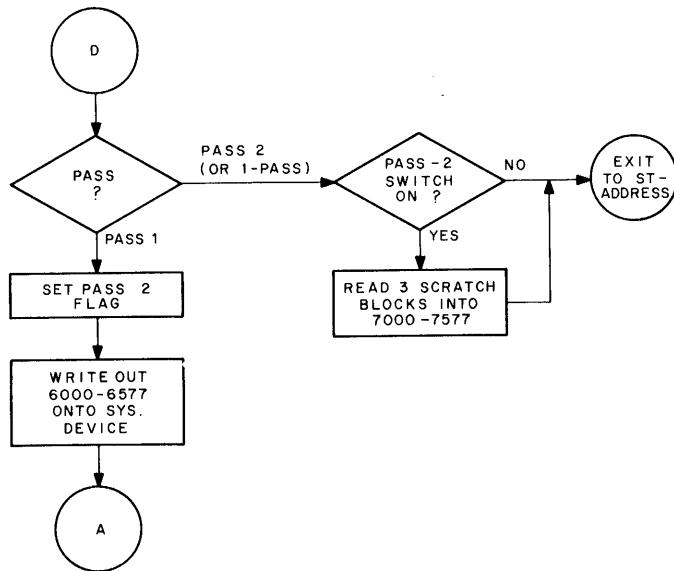 D
PASS
?
PASS 2
(OR 1-PASS)
PASS-2
SWITCH
ON ?
NO
EXIT
TO ST-
ADDRESS
PASS 1
YES
SET PASS 2
FLAG
READ 3 SCRATCH
BLOCKS INTO
7000-7577
WRITE OUT
6000-6577
ONTO SYS.
DEVICE
A